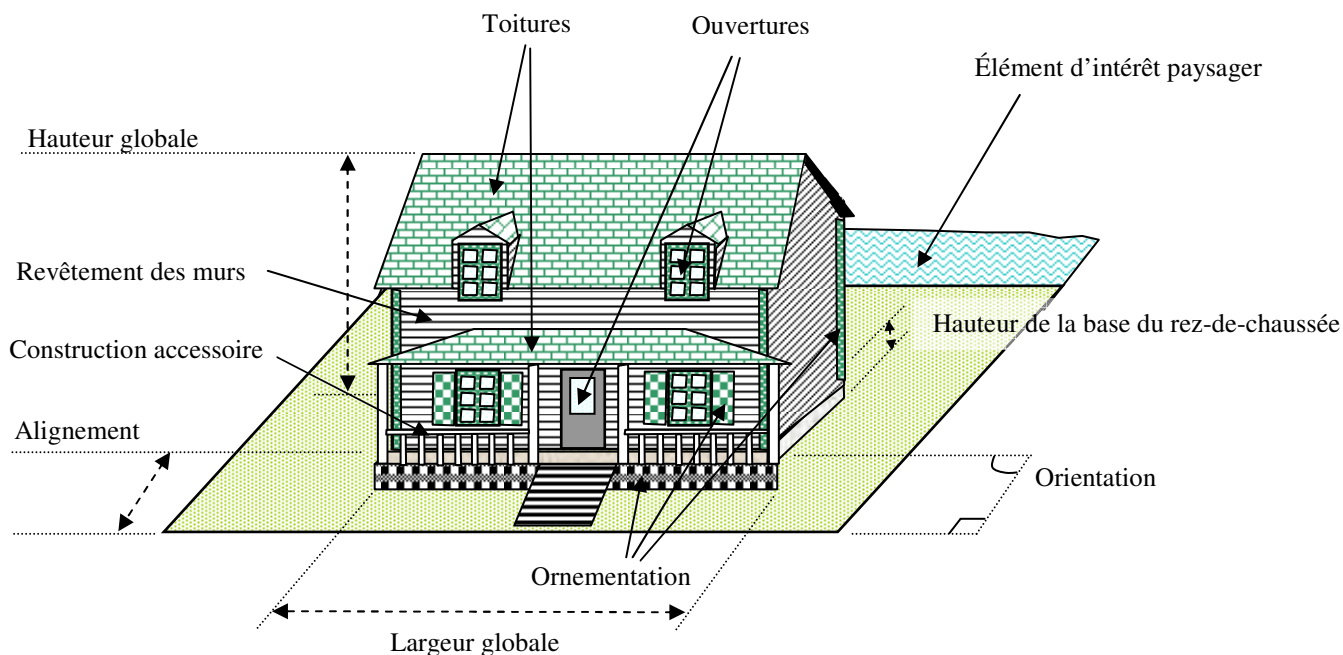 Toitures
Ouvertures
Élément d’intérêt paysager
Hauteur globale
Revêtement des murs
Hauteur de la base du rez-de-chaussée
Construction accessoire
Alignement
Orientation
Ornementation
Largeur globale